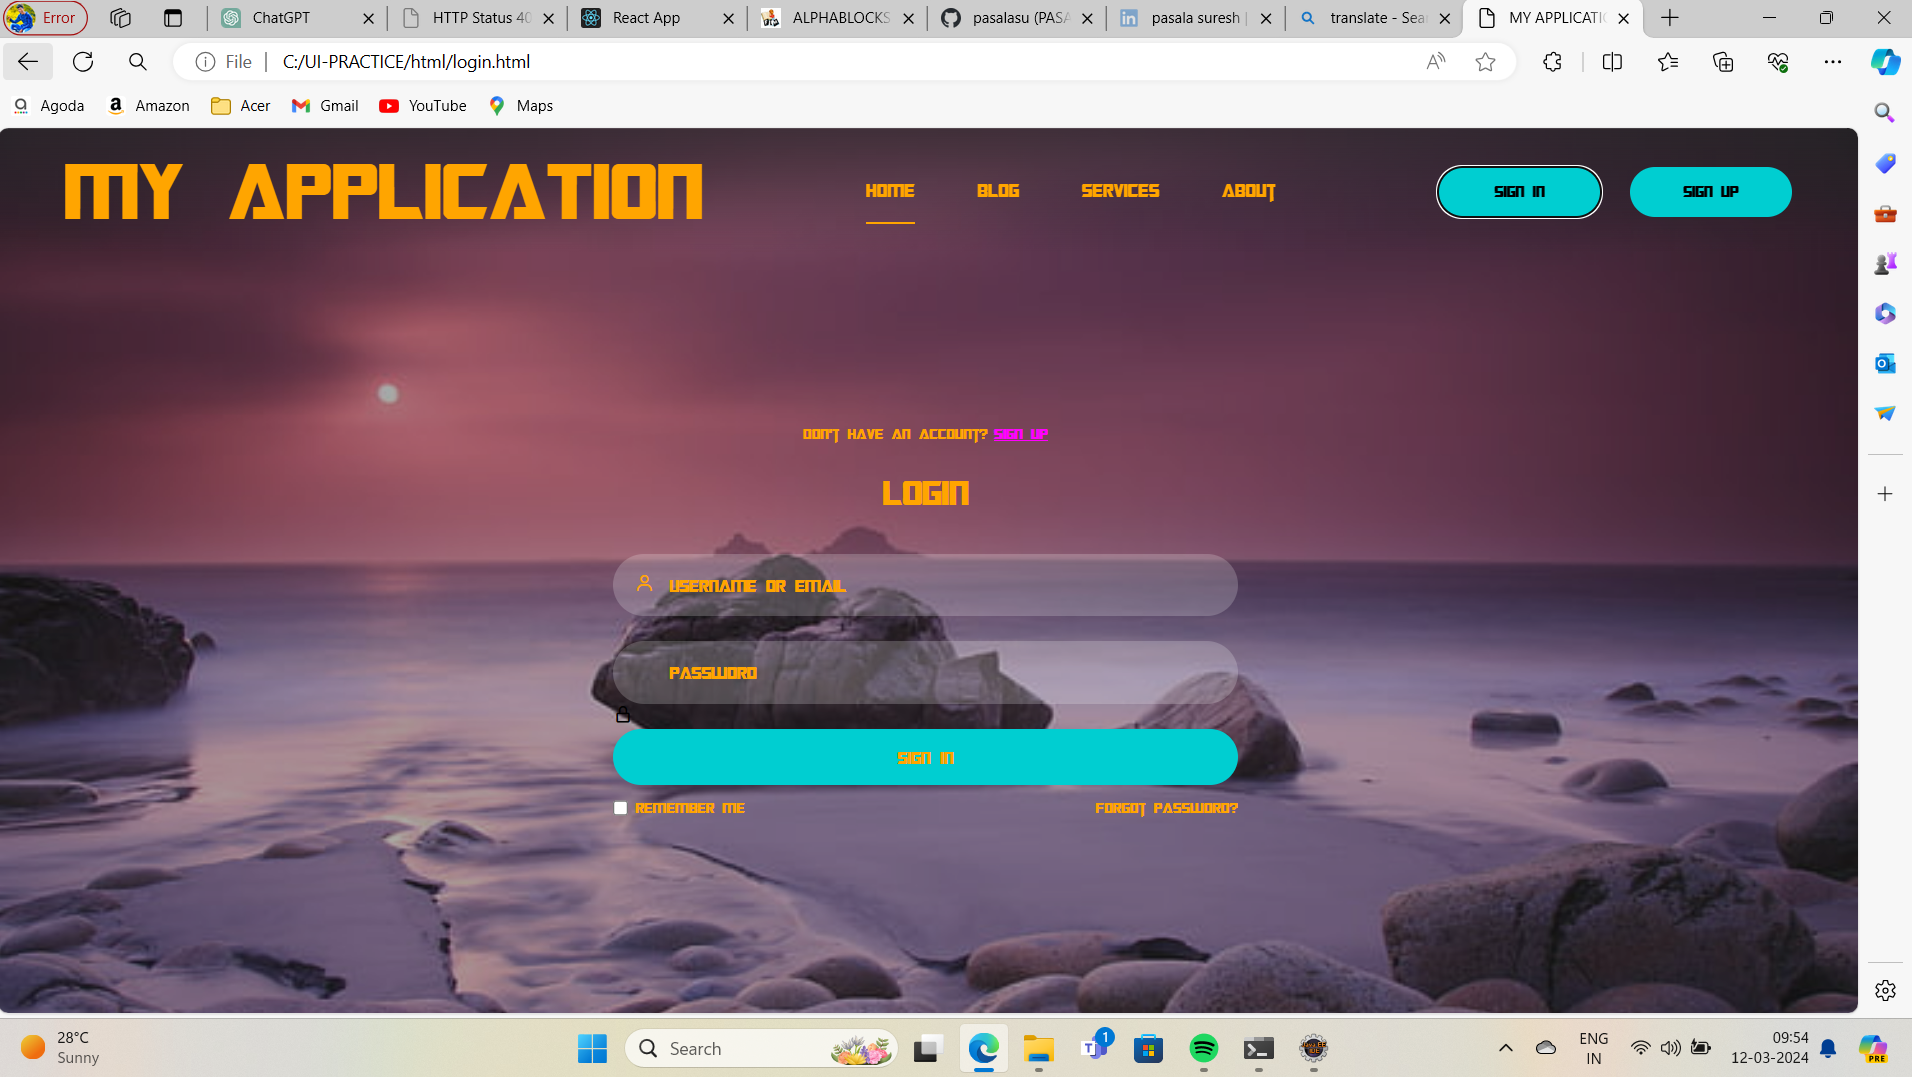 Error
ChatGPT
HTTP Status 40
React App
ALPHABLOCKS
pasalasu (PASA
pasala suresh |
translate - Sea
MY APPLICATIO
File
C:/UI-PRACTICE/html/login.html
Agoda
Amazon
Acer
Gmail
YouTube
Maps
MY APPLICATION
HOME
BLOG
SERVICES
ABOUT
SIGN IN
SIGN UP
DON'T HAVE AN ACCOUNT? SIGN UP
LOGIN
USERNAME OR EMAIL
PASSWORD
SIGN IN
REMEMBER ME
FORGOT PASSWORD?
28°C
Sunny
Search
1
ENG
IN
09:54
12-03-2024
PRE